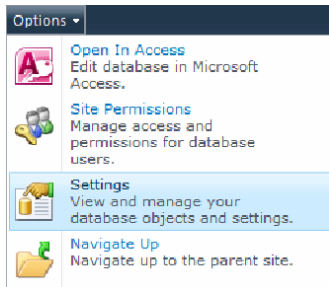 Options
Open In Access
Edit database in Microsoft
Access.
Site Permissions
Manage access and
permissions for database
users.
Settings
View and manage your
database objects and settings.
Navigate Up
Navigate up to the parent site.